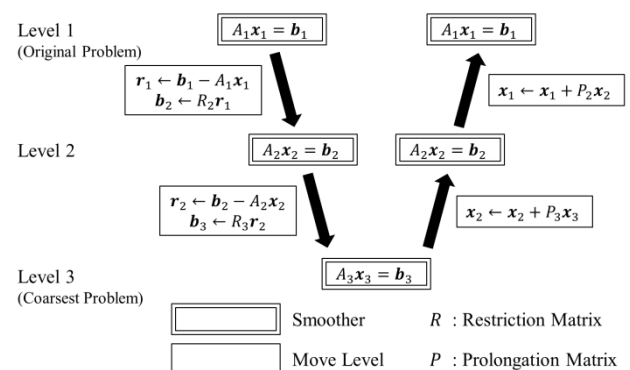 Level 1
(Original Problem)
A₁𝒙₁ = 𝒃₁
A₁𝒙₁ = 𝒃₁
𝒓₁ ← 𝒃₁ − A₁𝒙₁
𝒃₂ ← R₂𝒓₁
𝒙₁ ← 𝒙₁ + P₂𝒙₂
Level 2
A₂𝒙₂ = 𝒃₂
A₂𝒙₂ = 𝒃₂
𝒓₂ ← 𝒃₂ − A₂𝒙₂
𝒃₃ ← R₃𝒓₂
𝒙₂ ← 𝒙₂ + P₃𝒙₃
Level 3
(Coarsest Problem)
A₃𝒙₃ = 𝒃₃
Smoother
R : Restriction Matrix
Move Level
P : Prolongation Matrix